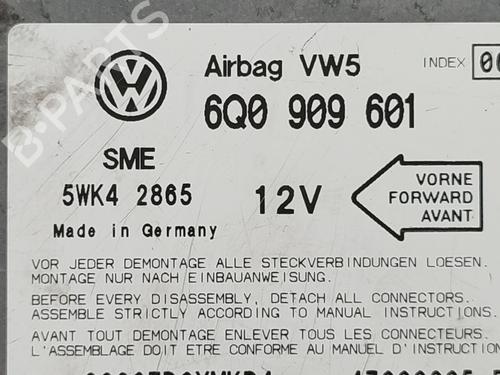 Airbag VW5
INDEX
6Q0 909 601
SME
5WK4 2865
12V
VORNE
FORWARD
AVANT
Made in Germany
VOR JEDER DEMONTAGE ALLE STECKVERBINDUNGEN LOESEN.
MONTAGE NUR NACH EINBAUANWEISUNG.
BEFORE EVERY DISASSEMBLY, DETACH ALL CONNECTORS.
ASSEMBLE STRICTLY ACCORDING TO MANUAL INSTRUCTIONS.
AVANT TOUT DEMONTAGE ENLEVER TOUS LES CONNECTEURS.
L'ASSEMBLAGE DOIT ETRE CONFORME AU MANUEL D'INSTRUCTION
B-PARTS